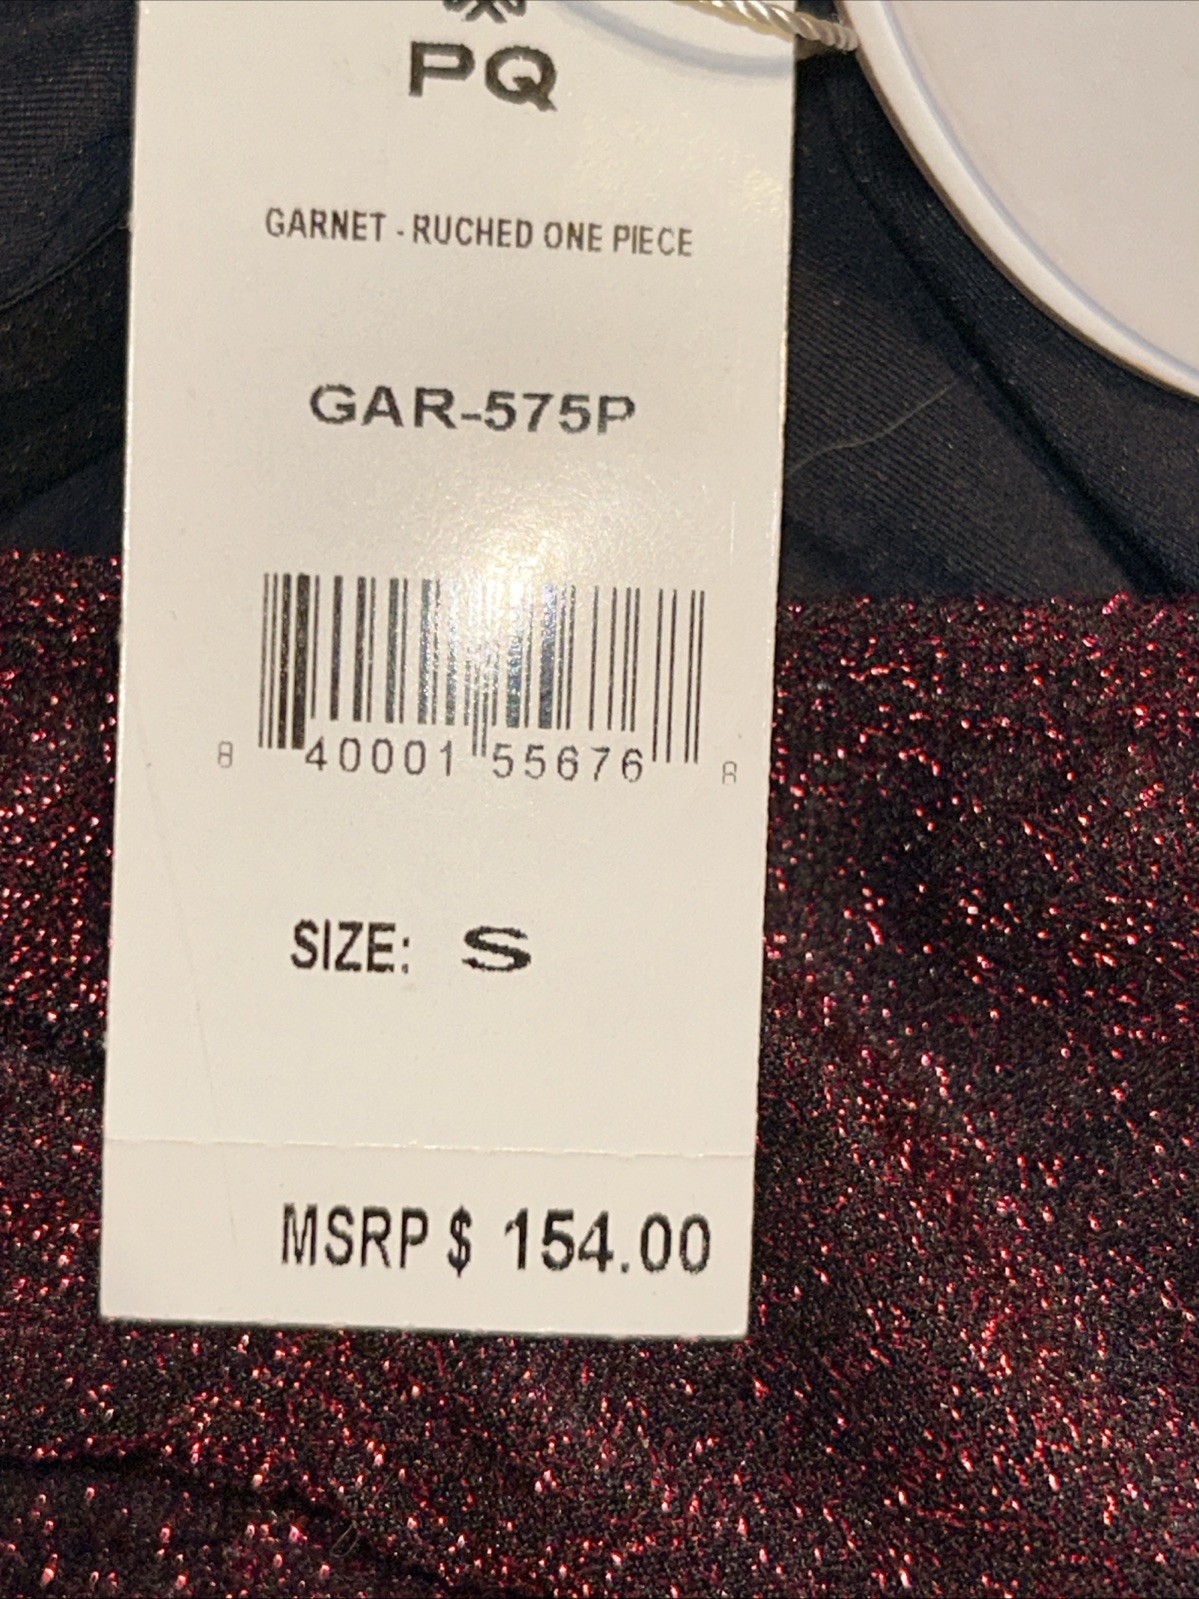 PQ
GARNET - RUCHED ONE PIECE
GAR-575P
8 40001 55676 8
SIZE: S
MSRP $ 154.00